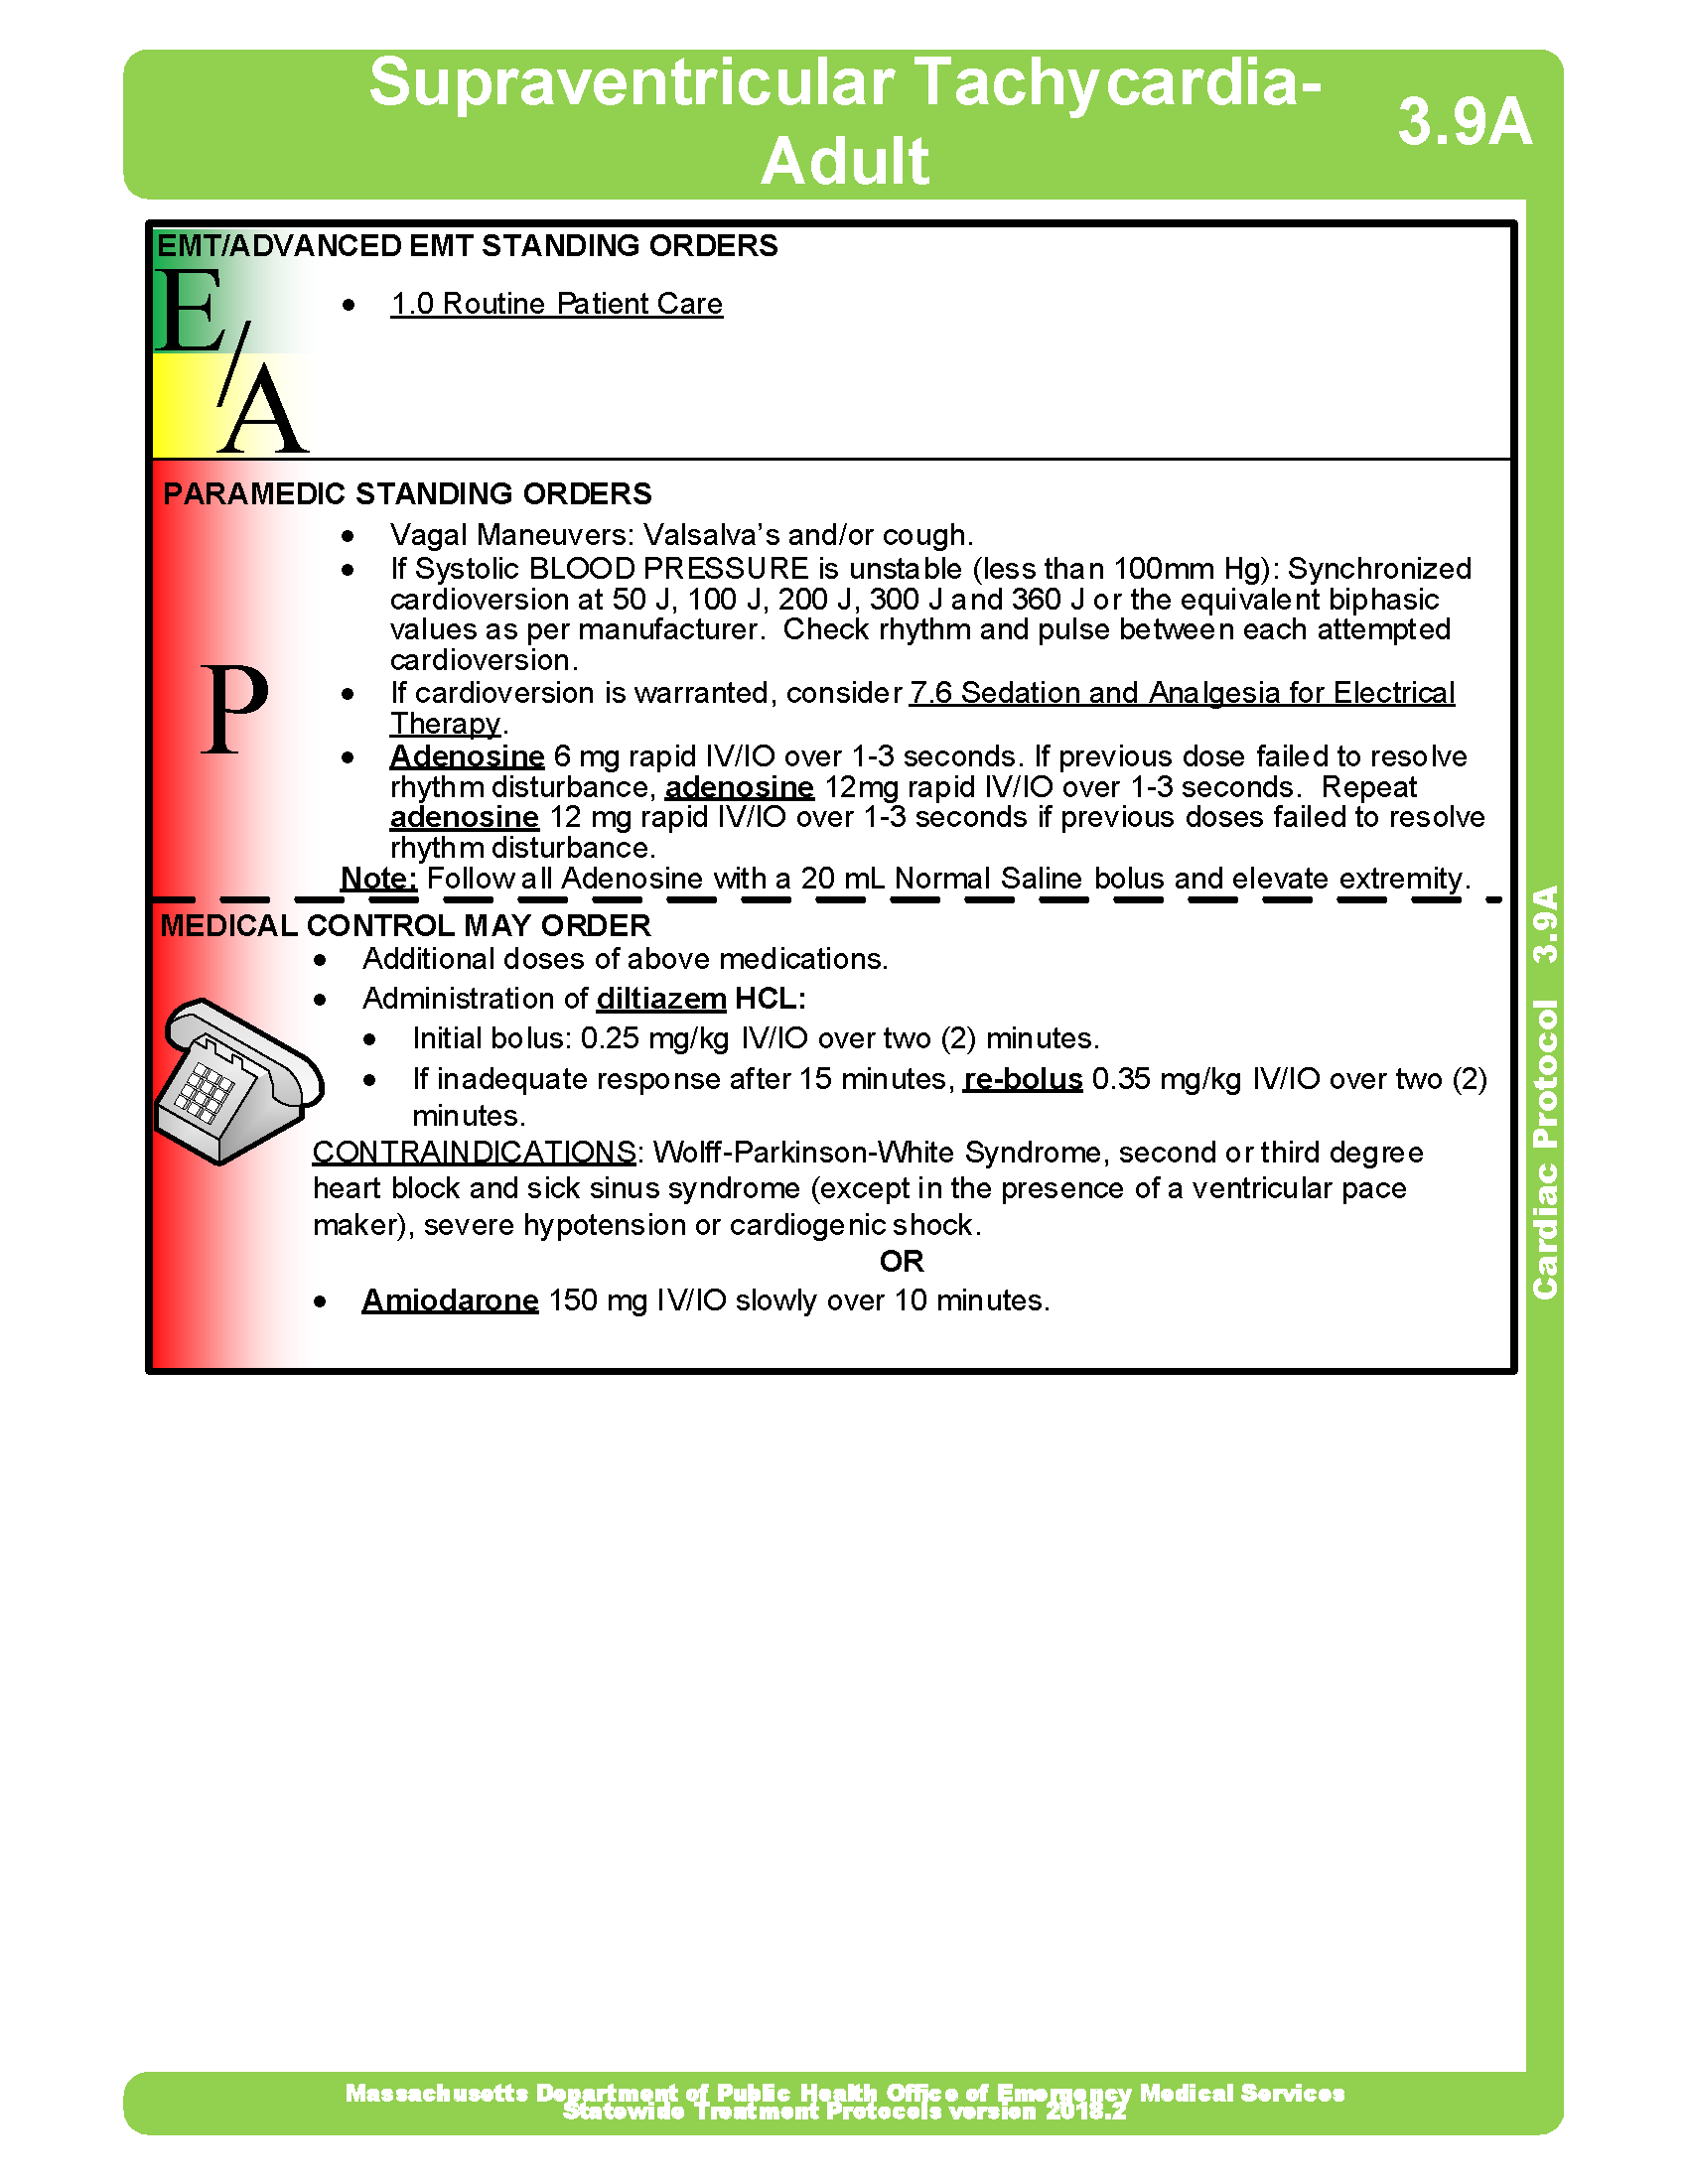 Supraventricular Tachycardia-
Adult
3.9A
EMT/ADVANCED EMT STANDING ORDERS
E/A
• 1.0 Routine Patient Care
PARAMEDIC STANDING ORDERS
P
• Vagal Maneuvers: Valsalva’s and/or cough.
• If Systolic BLOOD PRESSURE is unstable (less than 100mm Hg): Synchronized
cardioversion at 50 J, 100 J, 200 J, 300 J and 360 J or the equivalent biphasic
values as per manufacturer.  Check rhythm and pulse between each attempted
cardioversion.
• If cardioversion is warranted, consider 7.6 Sedation and Analgesia for Electrical
Therapy.
• Adenosine 6 mg rapid IV/IO over 1-3 seconds. If previous dose failed to resolve
rhythm disturbance, adenosine 12mg rapid IV/IO over 1-3 seconds.  Repeat
adenosine 12 mg rapid IV/IO over 1-3 seconds if previous doses failed to resolve
rhythm disturbance.
Note: Follow all Adenosine with a 20 mL Normal Saline bolus and elevate extremity.
MEDICAL CONTROL MAY ORDER
• Additional doses of above medications.
• Administration of diltiazem HCL:
• Initial bolus: 0.25 mg/kg IV/IO over two (2) minutes.
• If inadequate response after 15 minutes, re-bolus 0.35 mg/kg IV/IO over two (2)
minutes.
CONTRAINDICATIONS: Wolff-Parkinson-White Syndrome, second or third degree
heart block and sick sinus syndrome (except in the presence of a ventricular pace
maker), severe hypotension or cardiogenic shock.
OR
• Amiodarone 150 mg IV/IO slowly over 10 minutes.
Cardiac Protocol 3.9A
Massachusetts Department of Public Health Office of Emergency Medical Services
Statewide Treatment Protocols version 2018.2